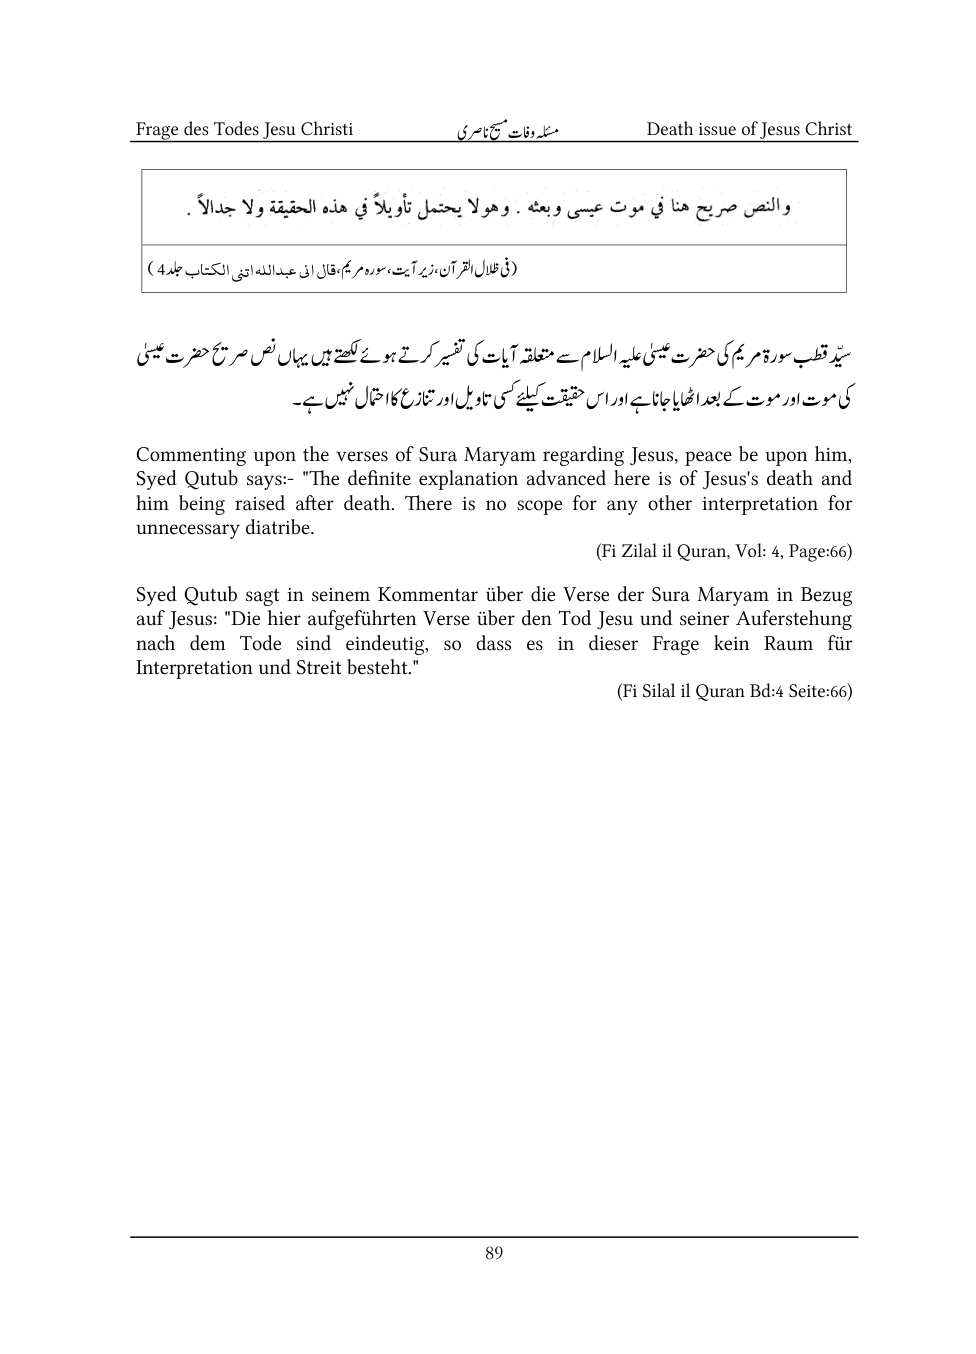 Frage des Todes Jesu Christi مسئلہ وفات مسیح ناصری Death issue of Jesus Christ
والنص صريح هنا في موت عيسى وبعثه . وهو لا يحتمل تأويلاً في هذه الحقيقة ولا جدالاً .
(فی ظلال القرآن، زیر آیت، سورہ مریم، قال انی عبداللہ اتنی الکتاب جلد 4 )
سیّد قطب سورۃ مریم کی حضرت عیسیٰ علیہ السلام سے متعلقہ آیات کی تفسیر کرتے ہوئے لکھتے ہیں یہاں نص صریح حضرت عیسیٰ
کی موت اور موت کے بعد اٹھایا جانا ہے اور اس حقیقت کیلئے کسی تاویل اور تنازع کا احتمال نہیں ہے۔
Commenting upon the verses of Sura Maryam regarding Jesus, peace be upon him,
Syed Qutub says:- "The definite explanation advanced here is of Jesus's death and
him being raised after death. There is no scope for any other interpretation for
unnecessary diatribe.
(Fi Zilal il Quran, Vol: 4, Page:66)
Syed Qutub sagt in seinem Kommentar über die Verse der Sura Maryam in Bezug
auf Jesus: "Die hier aufgeführten Verse über den Tod Jesu und seiner Auferstehung
nach dem Tode sind eindeutig, so dass es in dieser Frage kein Raum für
Interpretation und Streit besteht."
(Fi Silal il Quran Bd:4 Seite:66)
89